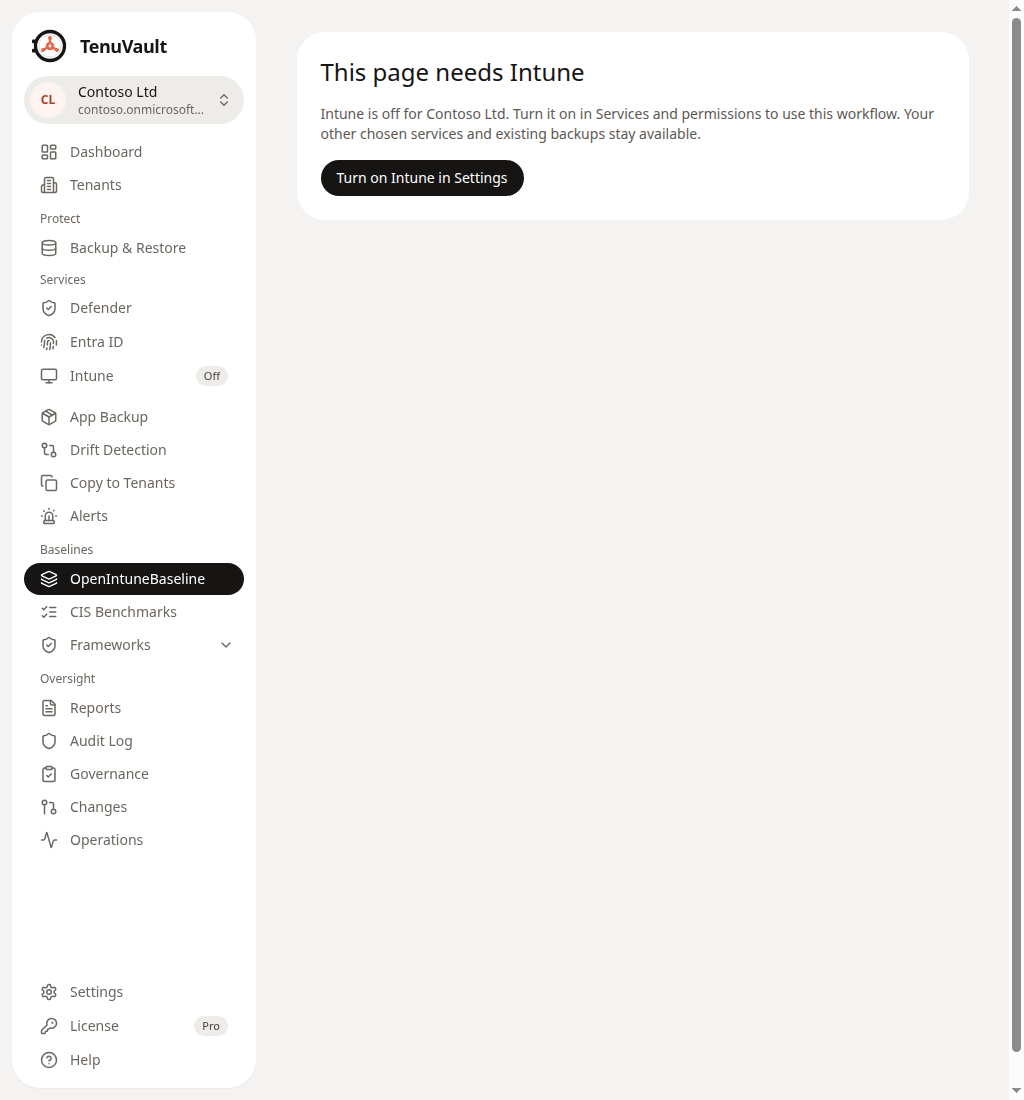 TenuVault
CL
Contoso Ltd
contoso.onmicrosoft...
Dashboard
Tenants
Protect
Backup & Restore
Services
Defender
Entra ID
Intune
Off
App Backup
Drift Detection
Copy to Tenants
Alerts
Baselines
OpenIntuneBaseline
CIS Benchmarks
Frameworks
Oversight
Reports
Audit Log
Governance
Changes
Operations
Settings
License
Pro
Help
This page needs Intune
Intune is off for Contoso Ltd. Turn it on in Services and permissions to use this workflow. Your
other chosen services and existing backups stay available.
Turn on Intune in Settings